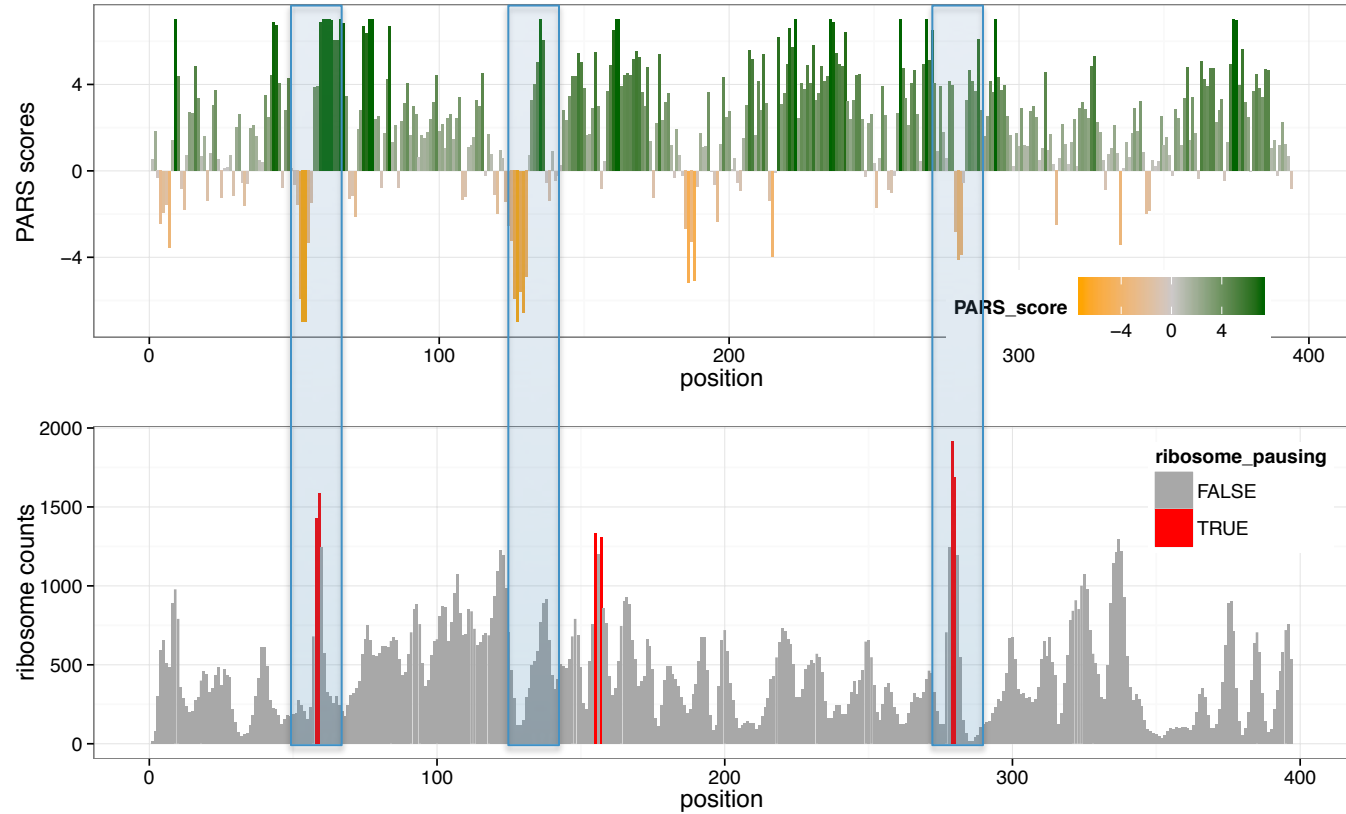 PARS scores
4
0
−4
PARS_score
−4 0 4
0 100 200 300 400
position
ribosome counts
2000
1500
1000
500
0
ribosome_pausing
FALSE
TRUE
0 100 200 300 400
position